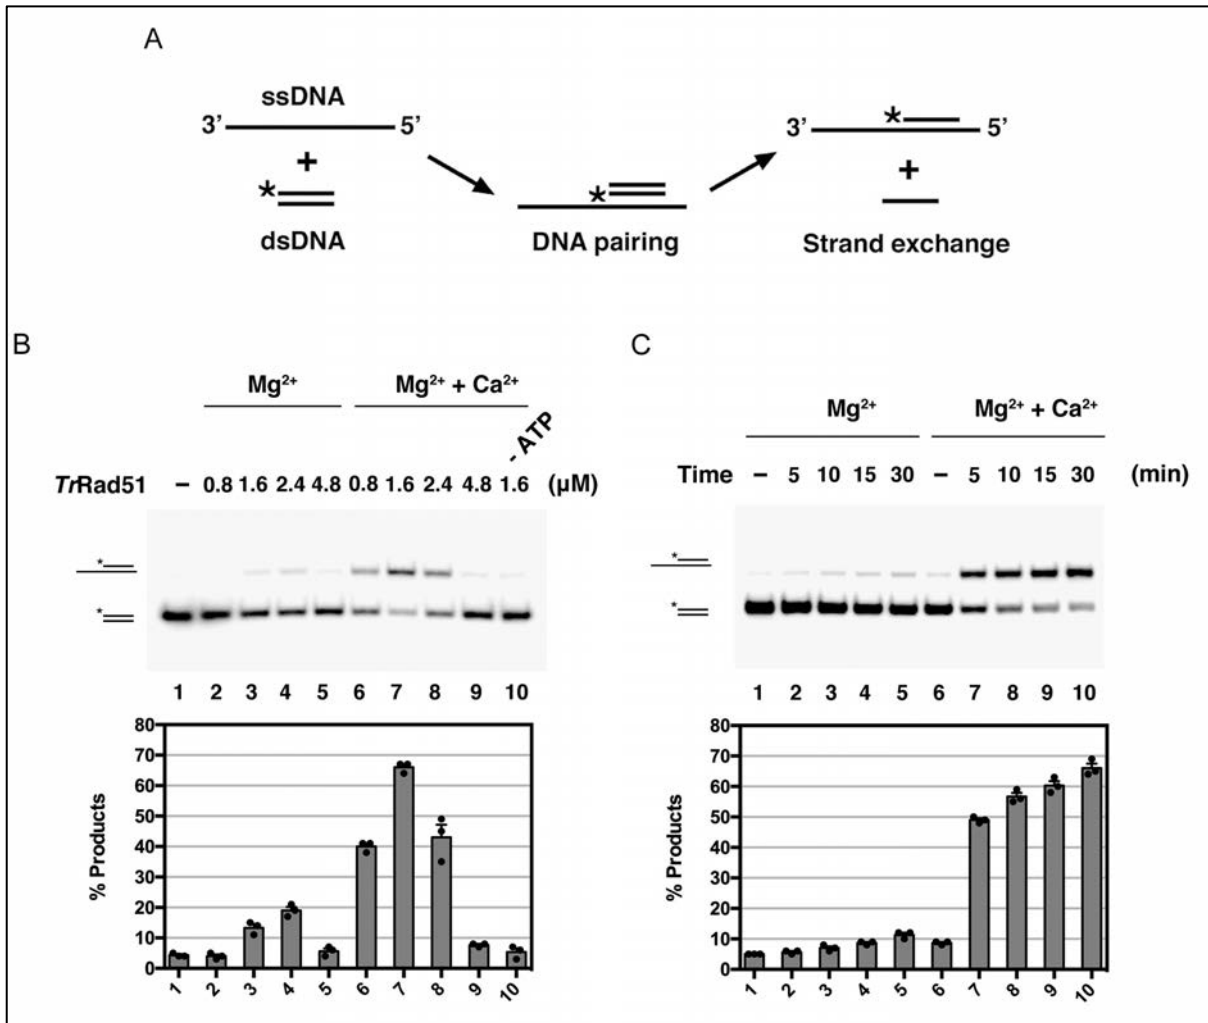 A
ssDNA
3' 5'
+
*
dsDNA
*
DNA pairing
*
3' 5'
+
Strand exchange
B
Mg²⁺ Mg²⁺ + Ca²⁺
- ATP
TrRad51 – 0.8 1.6 2.4 4.8 0.8 1.6 2.4 4.8 1.6 (µM)
*
*
1 2 3 4 5 6 7 8 9 10
% Products
80
70
60
50
40
30
20
10
0
1 2 3 4 5 6 7 8 9 10
C
Mg²⁺ Mg²⁺ + Ca²⁺
Time – 5 10 15 30 – 5 10 15 30 (min)
*
*
1 2 3 4 5 6 7 8 9 10
% Products
80
70
60
50
40
30
20
10
0
1 2 3 4 5 6 7 8 9 10